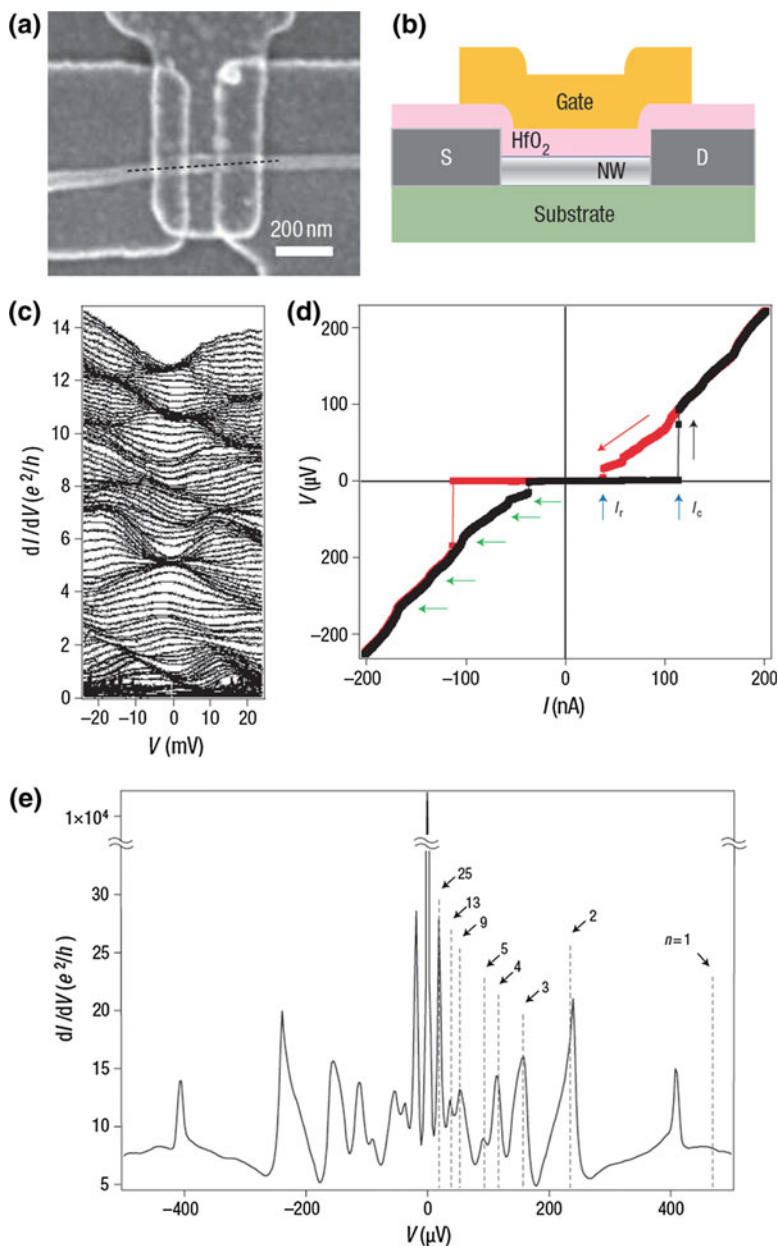 (a)
200 nm
(b)
Gate
HfO2
S
NW
D
Substrate
(c)
14
12
10
8
6
4
2
0
dI/dV (e²/h)
−20 −10 0 10 20
V (mV)
(d)
200
100
0
200
−200
V (μV)
Ir
Ic
−200 −100 0 100 200
I (nA)
(e)
1×10⁴
30
25
20
15
10
5
dI/dV (e²/h)
25
13
9
5
4
3
2
n=1
−400 −200 0 200 400
V (μV)